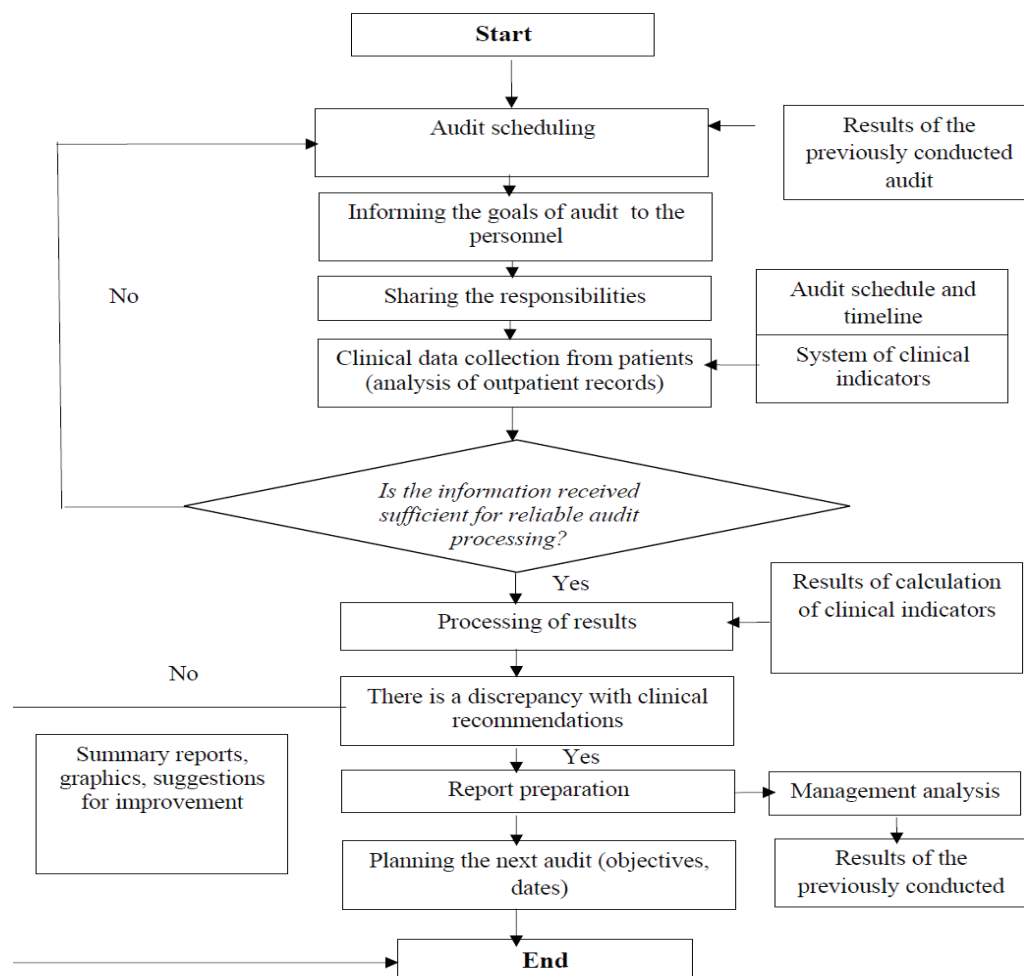 Start
Audit scheduling
Results of the
previously conducted
audit
Informing the goals of audit to the
personnel
No
Sharing the responsibilities
Audit schedule and
timeline
Clinical data collection from patients
(analysis of outpatient records)
System of clinical
indicators
Is the information received
sufficient for reliable audit
processing?
Yes
Results of calculation
of clinical indicators
Processing of results
No
There is a discrepancy with clinical
recommendations
Summary reports,
graphics, suggestions
for improvement
Yes
Report preparation
Management analysis
Planning the next audit (objectives,
dates)
Results of the
previously conducted
End